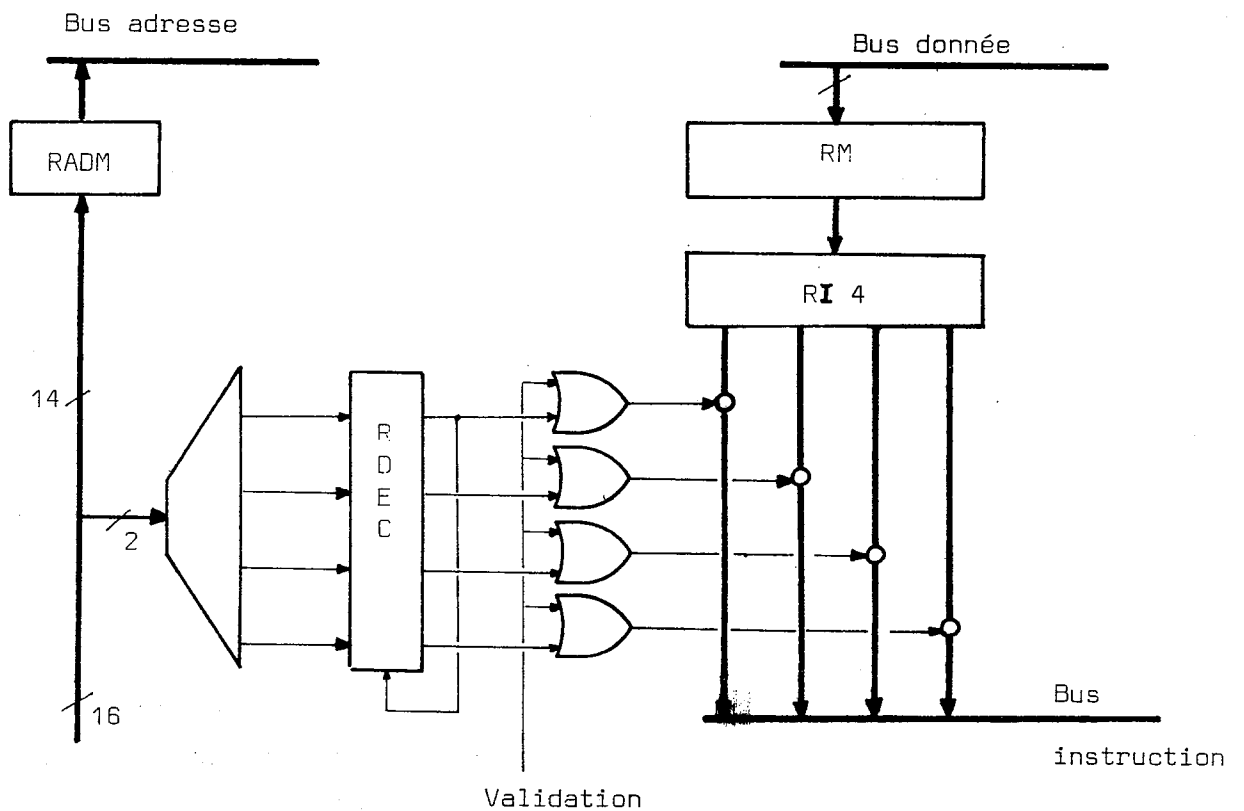 Bus adresse
Bus donnée
RADM
RM
RI 4
14
R
D
E
C
2
16
Bus
instruction
Validation